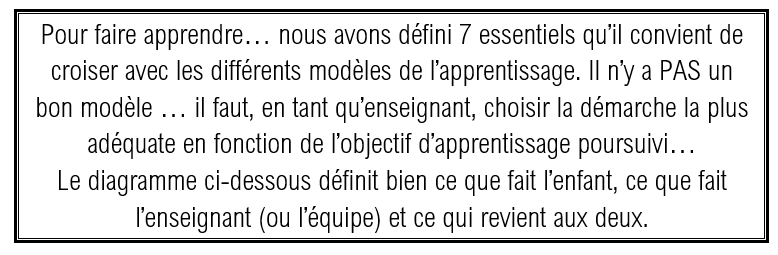 Pour faire apprendre… nous avons défini 7 essentiels qu'il convient de
croiser avec les différents modèles de l'apprentissage. Il n'y a PAS un
bon modèle … il faut, en tant qu'enseignant, choisir la démarche la plus
adéquate en fonction de l'objectif d'apprentissage poursuivi…
Le diagramme ci-dessous définit bien ce que fait l'enfant, ce que fait
l'enseignant (ou l'équipe) et ce qui revient aux deux.